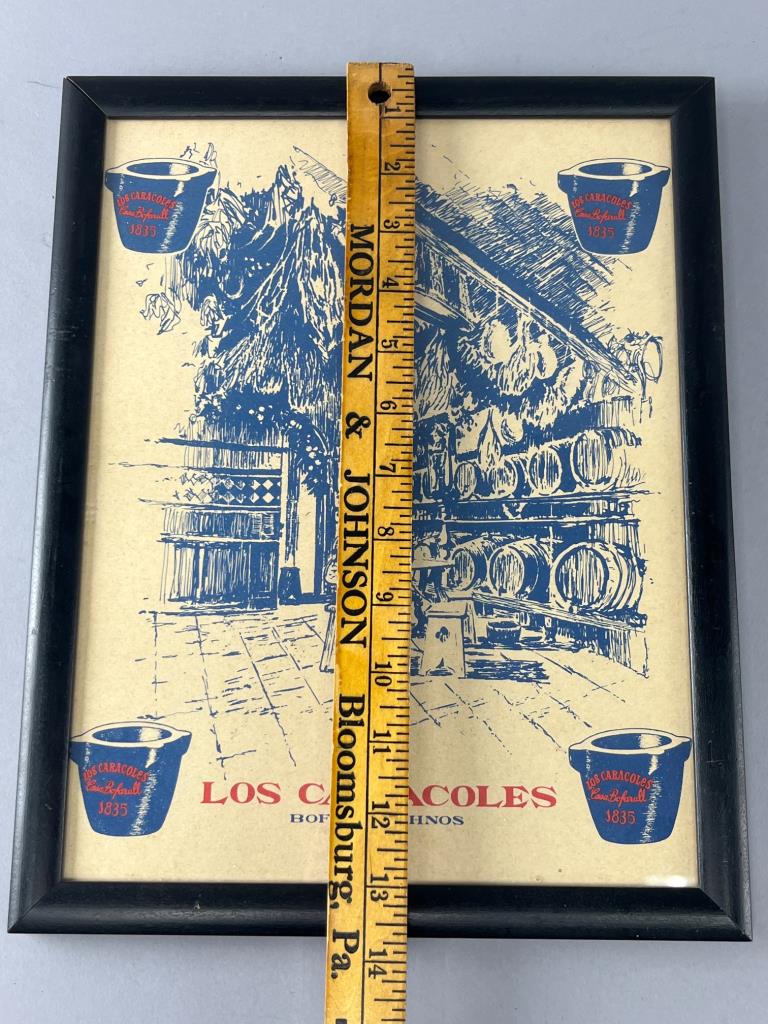 LOS CARACOLES
Casa Bofarull
1835
LOS CARACOLES
Casa Bofarull
1835
1
2
3
4
5
6
7
8
9
10
11
12
13
14
MORDAN & JOHNSON Bloomsburg, Pa.
LOS CA ACOLES
BOF HNOS
LOS CARACOLES
Casa Bofarull
1835
LOS CARACOLES
Casa Bofarull
1835